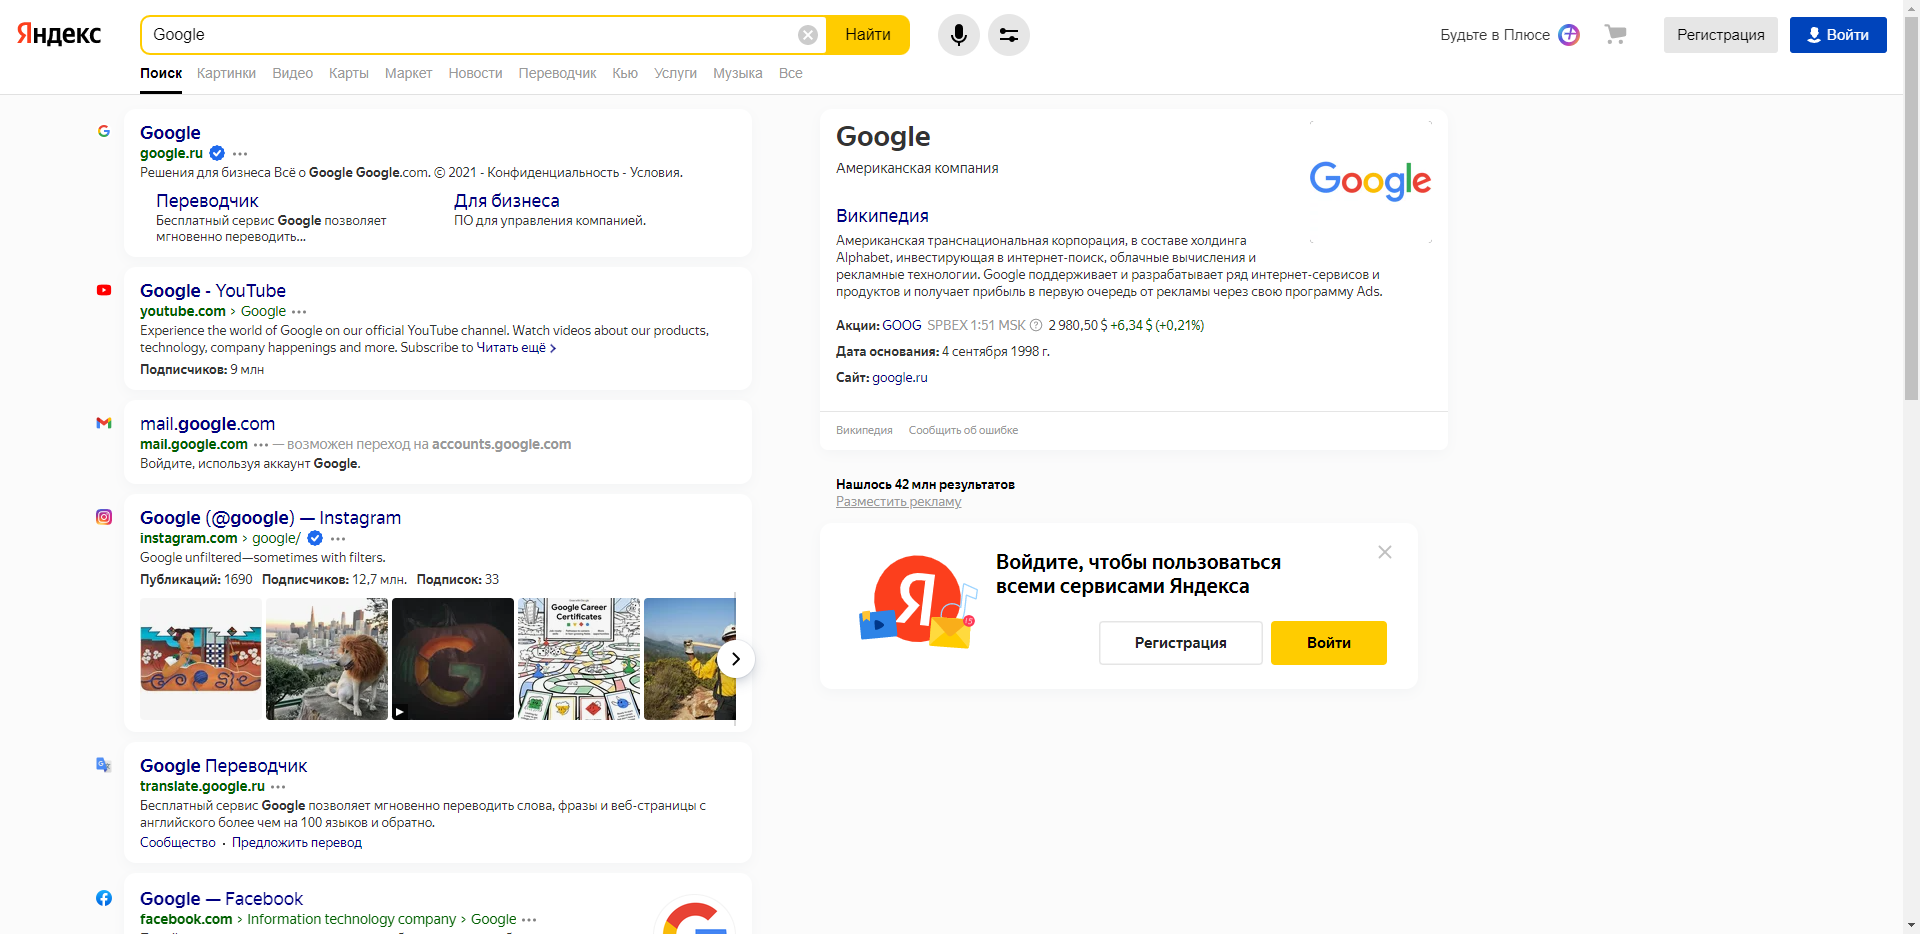 Яндекс
Google
Найти
Будьте в Плюсе
Регистрация
Войти
Поиск Картинки Видео Карты Маркет Новости Переводчик Кью Услуги Музыка Все
Google
google.ru
Решения для бизнеса Всё о Google Google.com. © 2021 - Конфиденциальность - Условия.
Переводчик
Бесплатный сервис Google позволяет
мгновенно переводить...
Для бизнеса
ПО для управления компанией.
Google - YouTube
youtube.com › Google
Experience the world of Google on our official YouTube channel. Watch videos about our products,
technology, company happenings and more. Subscribe to Читать ещё ›
Подписчиков: 9 млн
mail.google.com
mail.google.com — возможен переход на accounts.google.com
Войдите, используя аккаунт Google.
Google (@google) — Instagram
instagram.com › google/
Google unfiltered—sometimes with filters.
Публикаций: 1690 Подписчиков: 12,7 млн. Подписок: 33
Google Career
Certificates
Google Переводчик
translate.google.ru
Бесплатный сервис Google позволяет мгновенно переводить слова, фразы и веб-страницы с
английского более чем на 100 языков и обратно.
Сообщество · Предложить перевод
Google — Facebook
facebook.com › Information technology company › Google
Google
Американская компания
Google
Википедия
Американская транснациональная корпорация, в составе холдинга
Alphabet, инвестирующая в интернет-поиск, облачные вычисления и
рекламные технологии. Google поддерживает и разрабатывает ряд интернет-сервисов и
продуктов и получает прибыль в первую очередь от рекламы через свою программу Ads.
Акции: GOOG SPBEX 1:51 MSK 2 980,50 $ +6,34 $ (+0,21%)
Дата основания: 4 сентября 1998 г.
Сайт: google.ru
Википедия Сообщить об ошибке
Нашлось 42 млн результатов
Разместить рекламу
Я
15
Войдите, чтобы пользоваться
всеми сервисами Яндекса
Регистрация
Войти